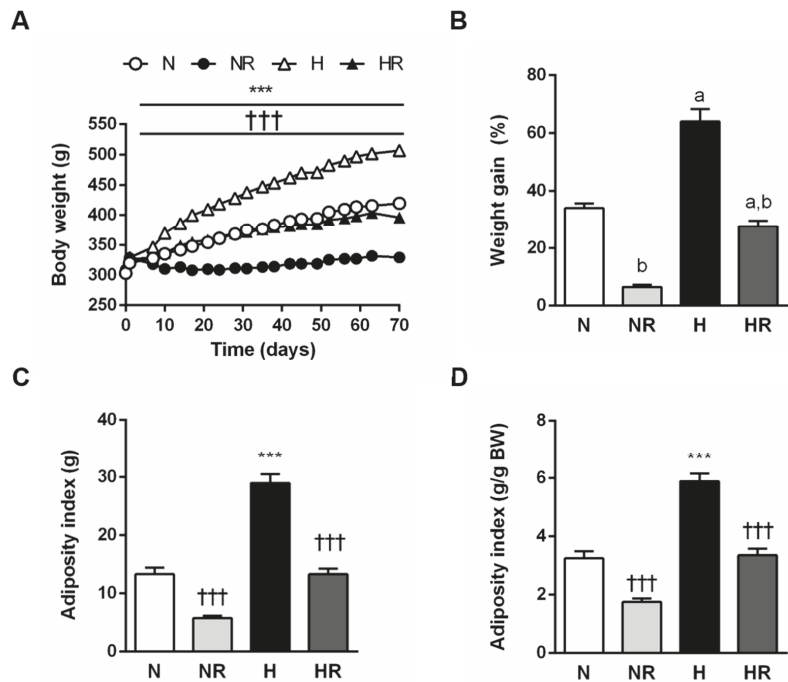 A
N NR H HR
***
†††
550
500
450
400
350
300
250
Body weight (g)
0 10 20 30 40 50 60 70
Time (days)
B
80
60
40
20
0
Weight gain (%)
b
a
a,b
N NR H HR
C
40
30
20
10
0
Adiposity index (g)
†††
***
†††
N NR H HR
D
8
6
4
2
0
Adiposity index (g/g BW)
†††
***
†††
N NR H HR